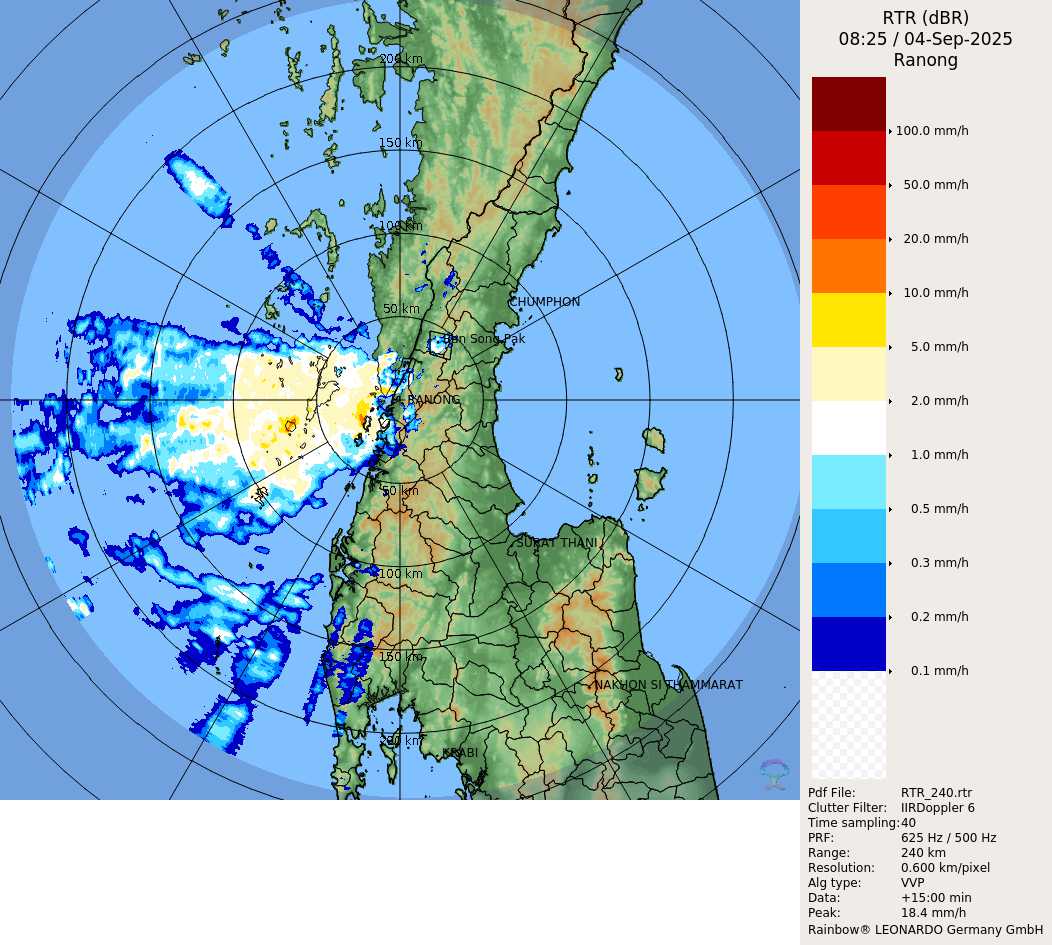 RTR (dBR)
08:25 / 04-Sep-2025
Ranong
100.0 mm/h
50.0 mm/h
20.0 mm/h
10.0 mm/h
5.0 mm/h
2.0 mm/h
1.0 mm/h
0.5 mm/h
0.3 mm/h
0.2 mm/h
0.1 mm/h
200 km
150 km
100 km
50 km
CHUMPHON
Ban Song Pak
RANONG
50 km
SURAT THANI
100 km
150 km
NAKHON SI THAMMARAT
200 km
KRABI
Pdf File: RTR_240.rtr
Clutter Filter: IIRDoppler 6
Time sampling:40
PRF: 625 Hz / 500 Hz
Range: 240 km
Resolution: 0.600 km/pixel
Alg type: VVP
Data: +15:00 min
Peak: 18.4 mm/h
Rainbow® LEONARDO Germany GmbH